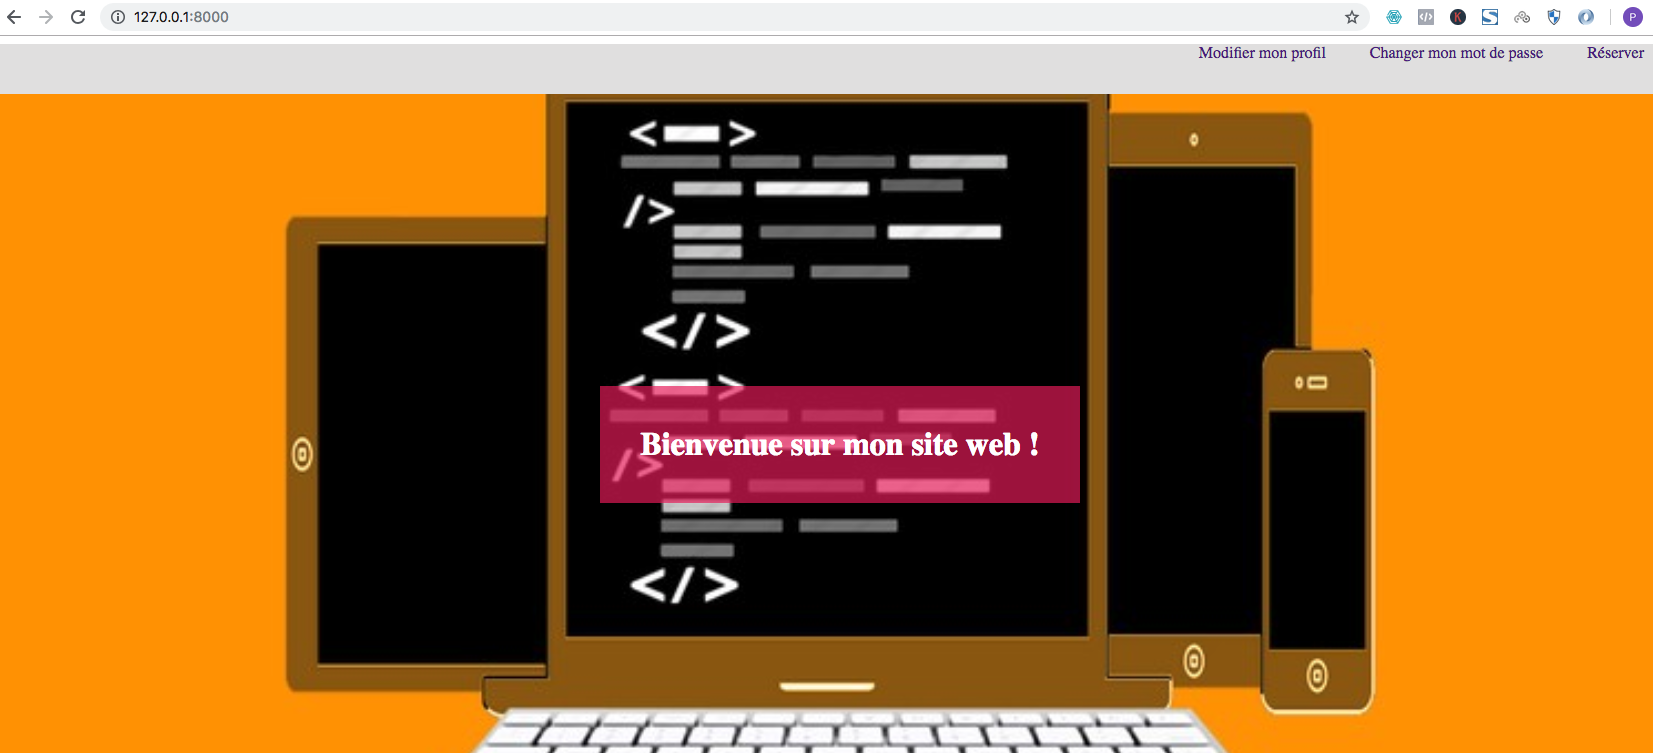 127.0.0.1:8000
P
Modifier mon profil Changer mon mot de passe Réserver
< >
/>
</>
< >
Bienvenue sur mon site web !
/>
</>